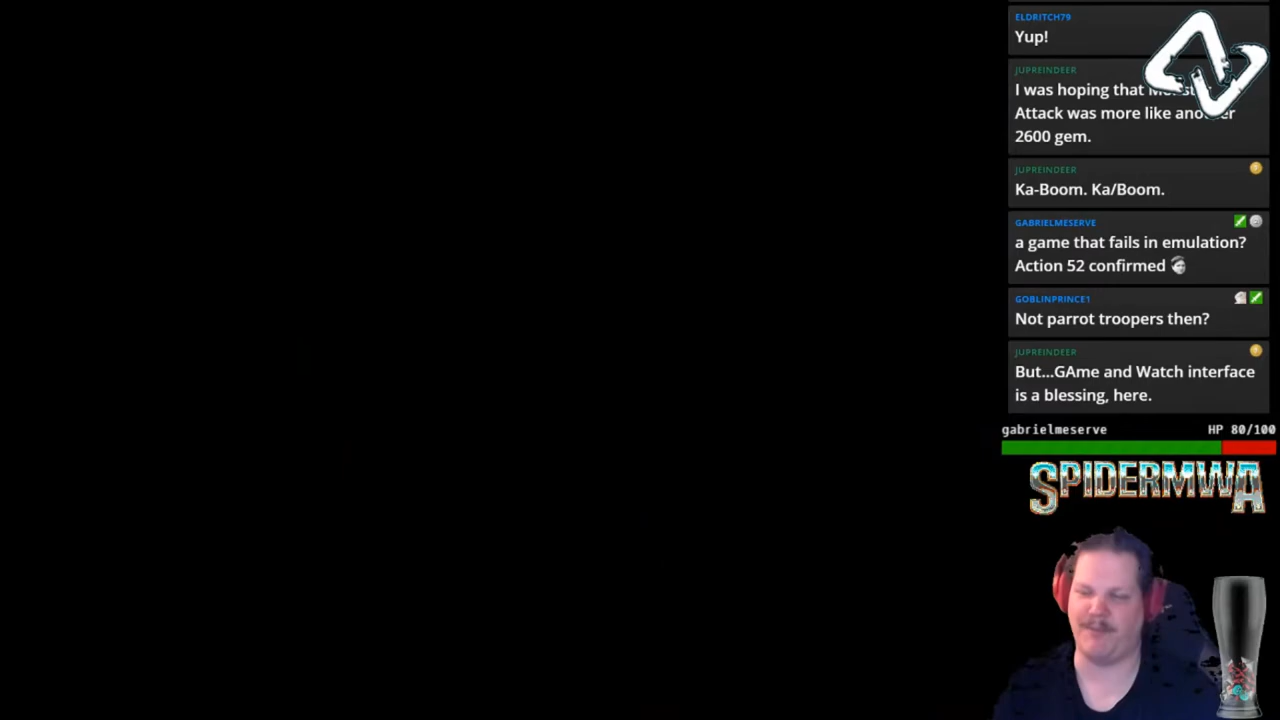 ELDRITCH79
Yup!
JUPREINDEER
I was hoping that
Attack was more like another
2600 gem.
JUPREINDEER
Ka-Boom. Ka/Boom.
GABRIELMESERVE
a game that fails in emulation?
Action 52 confirmed
GOBLINPRINCE1
Not parrot troopers then?
JUPREINDEER
But...GAme and Watch interface
is a blessing, here.
gabrielmeserve HP 80/100
SPIDERMWA